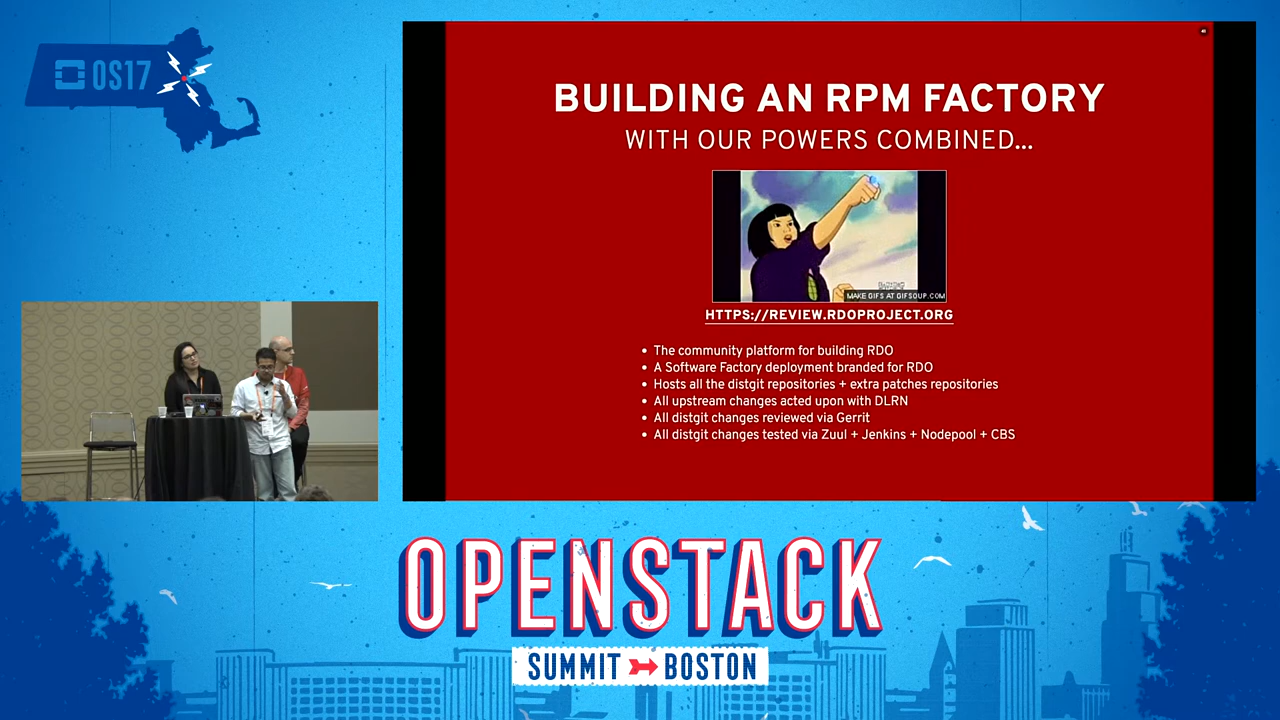 OS17
BUILDING AN RPM FACTORY
WITH OUR POWERS COMBINED...
MAKE GIFS AT GIFSOUP.COM
HTTPS://REVIEW.RDOPROJECT.ORG
• The community platform for building RDO
• A Software Factory deployment branded for RDO
• Hosts all the distgit repositories + extra patches repositories
• All upstream changes acted upon with DLRN
• All distgit changes reviewed via Gerrit
• All distgit changes tested via Zuul + Jenkins + Nodepool + CBS
OPENSTACK
SUMMIT BOSTON